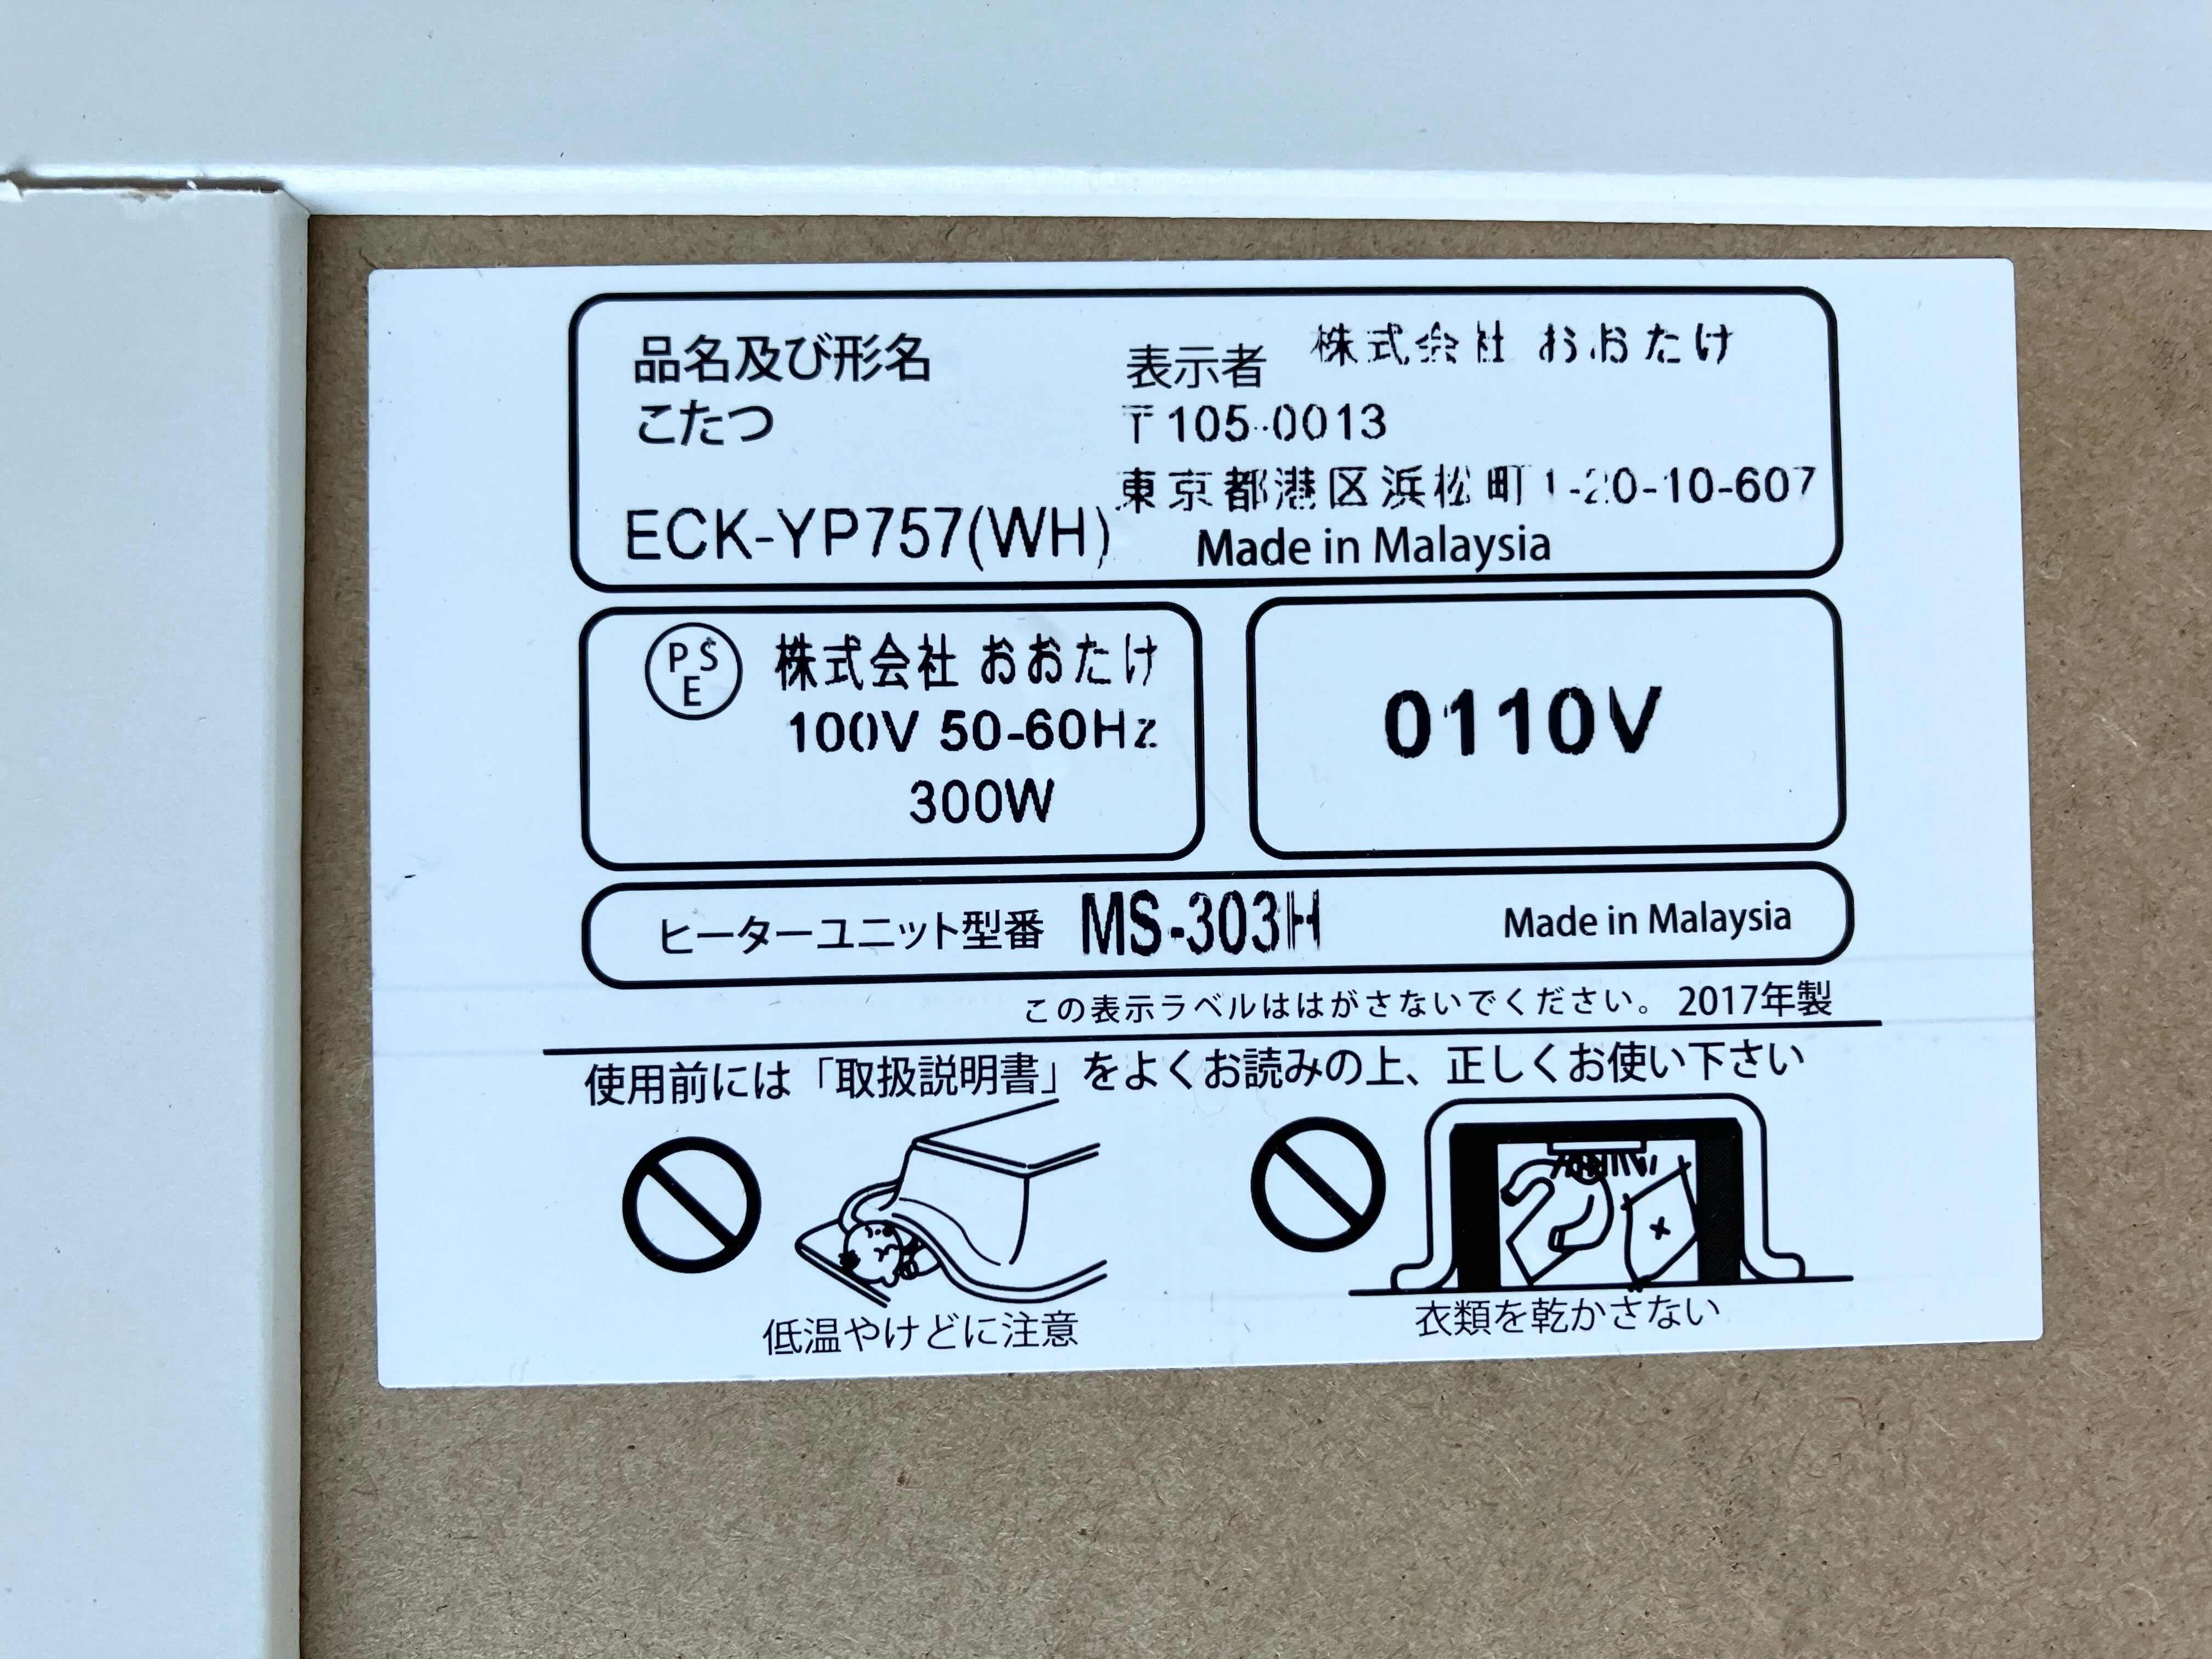 品名及び形名
こたつ
ECK-YP757(WH)
表示者 株式会社 おおたけ
〒105-0013
東京都港区浜松町1-20-10-607
Made in Malaysia
PSE
株式会社 おおたけ
100V 50-60Hz
300W
0110V
ヒーターユニット型番 MS-303H Made in Malaysia
この表示ラベルははがさないでください。 2017年製
使用前には「取扱説明書」をよくお読みの上、正しくお使い下さい
低温やけどに注意
衣類を乾かさない